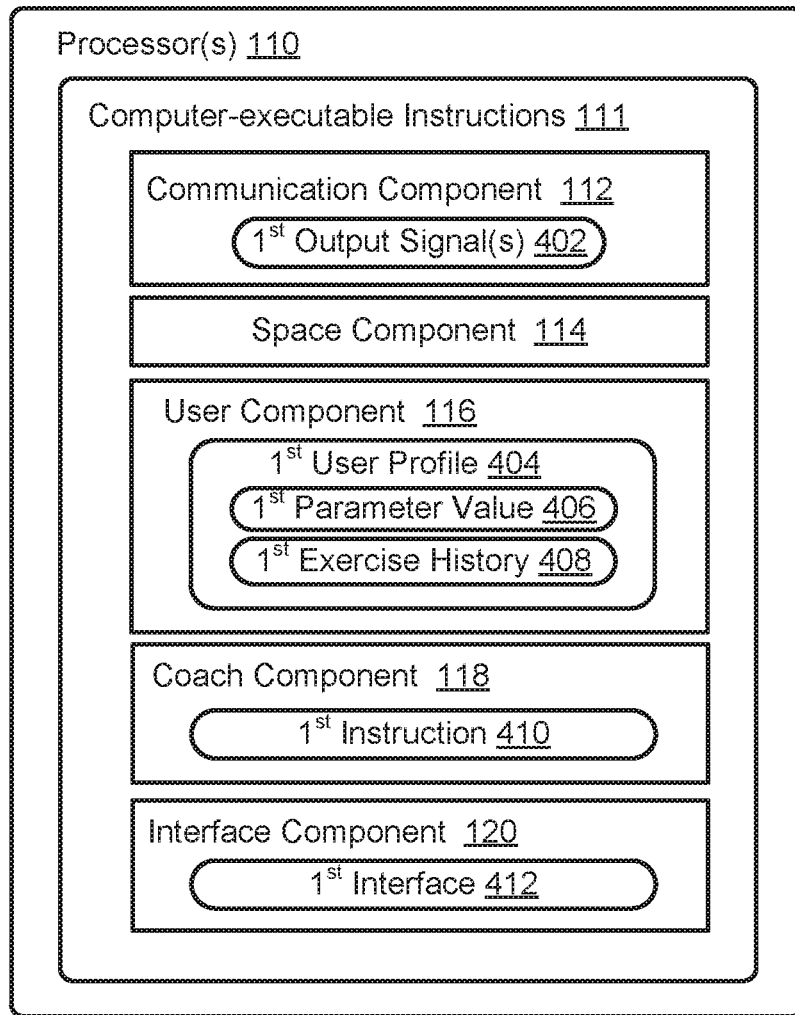 Processor(s) 110
Computer-executable Instructions 111
Communication Component 112
1st Output Signal(s) 402
Space Component 114
User Component 116
1st User Profile 404
1st Parameter Value 406
1st Exercise History 408
Coach Component 118
1st Instruction 410
Interface Component 120
1st Interface 412